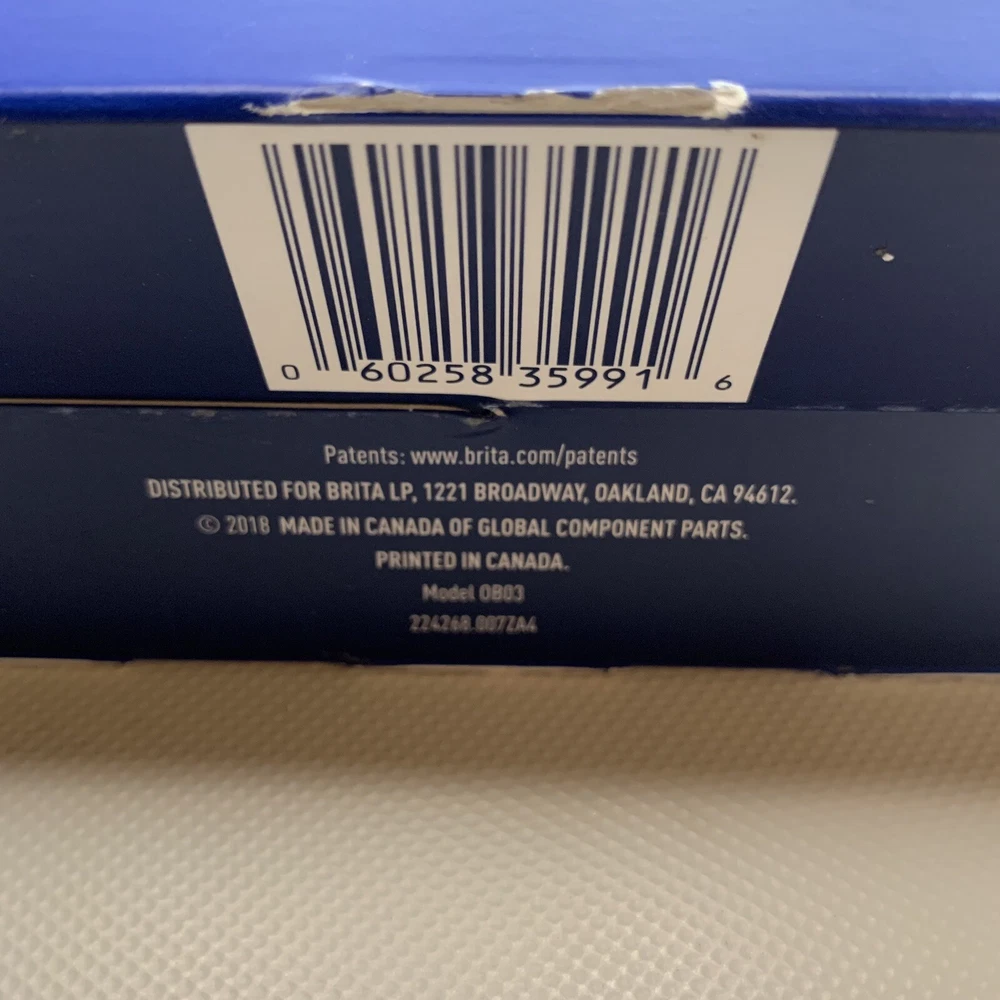 0 60258 35991 6
Patents: www.brita.com/patents
DISTRIBUTED FOR BRITA LP, 1221 BROADWAY, OAKLAND, CA 94612.
© 2018 MADE IN CANADA OF GLOBAL COMPONENT PARTS.
PRINTED IN CANADA.
Model OB03
224268.007ZA4